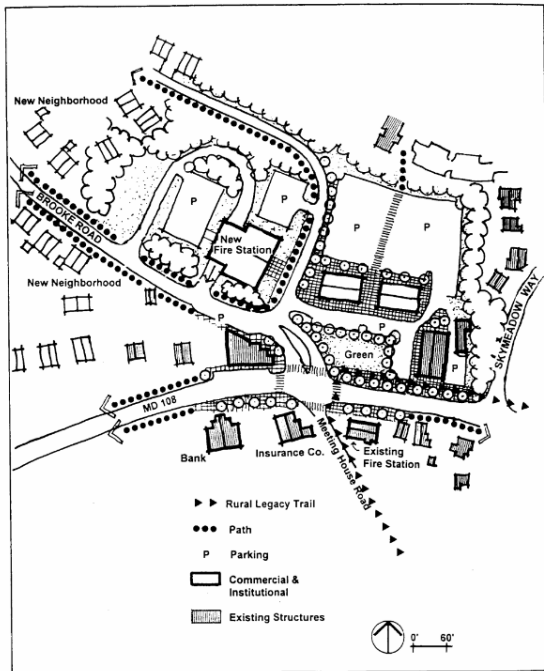 New Neighborhood
BROOKE ROAD
P
P
P
P
New
Fire Station
New Neighborhood
P
P
Green
P
SKYMEADOW WAY
MD 108
Bank
Insurance Co.
Existing
Fire Station
Meeting House Road
Rural Legacy Trail
Path
P Parking
Commercial &
Institutional
Existing Structures
0' 60'